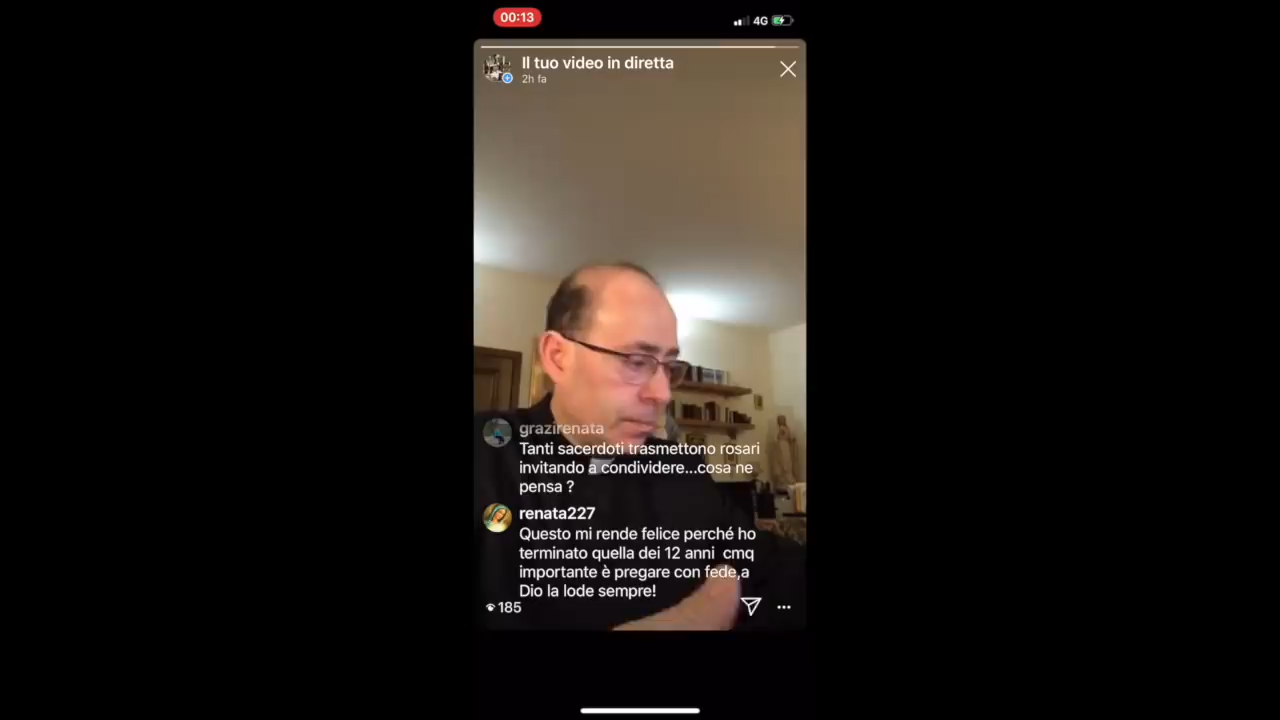 00:13
4G
Il tuo video in diretta
2h fa
grazirenata
Tanti sacerdoti trasmettono rosari
invitando a condividere...cosa ne
pensa ?
renata227
Questo mi rende felice perché ho
terminato quella dei 12 anni cmq
importante è pregare con fede,a
Dio la lode sempre!
185